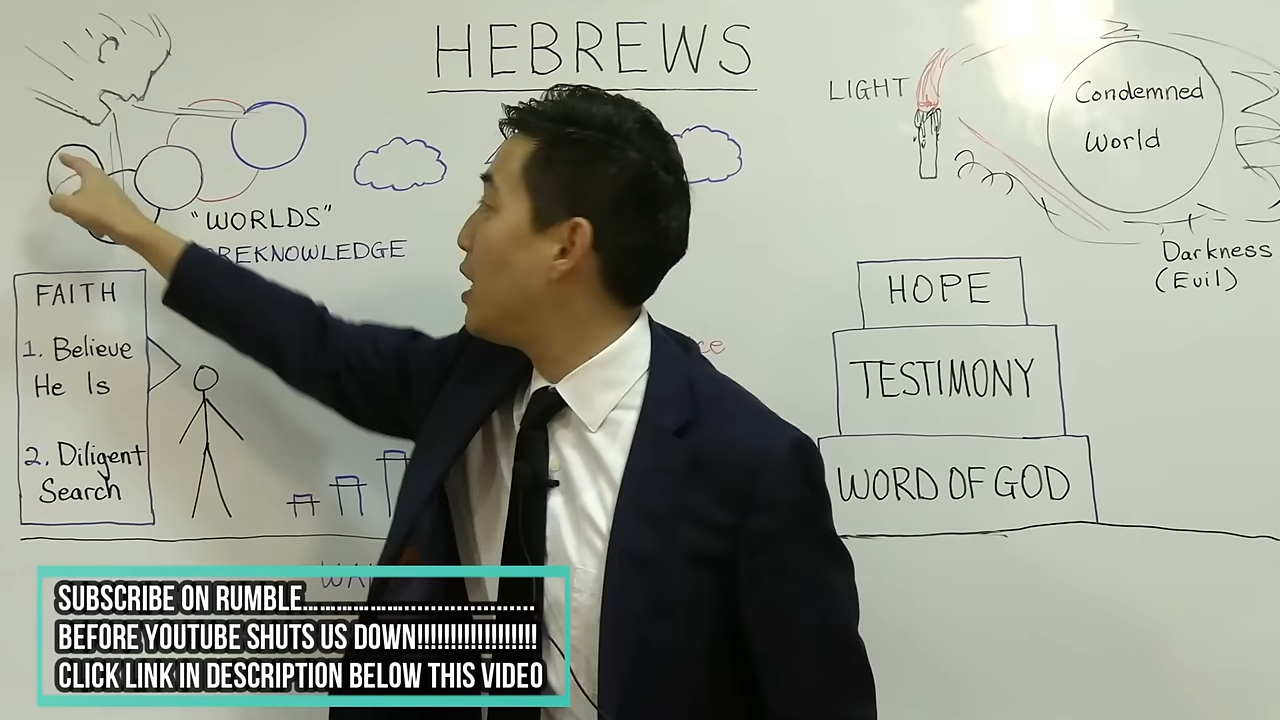 HEBREWS
LIGHT
Condemned
World
"WORLDS"
Darkness
(Evil)
FAITH
1. Believe
He Is
2. Diligent
Search
HOPE
TESTIMONY
WORD OF GOD
SUBSCRIBE ON RUMBLE.......................................
BEFORE YOUTUBE SHUTS US DOWN!!!!!!!!!!!!!!!!!!
CLICK LINK IN DESCRIPTION BELOW THIS VIDEO